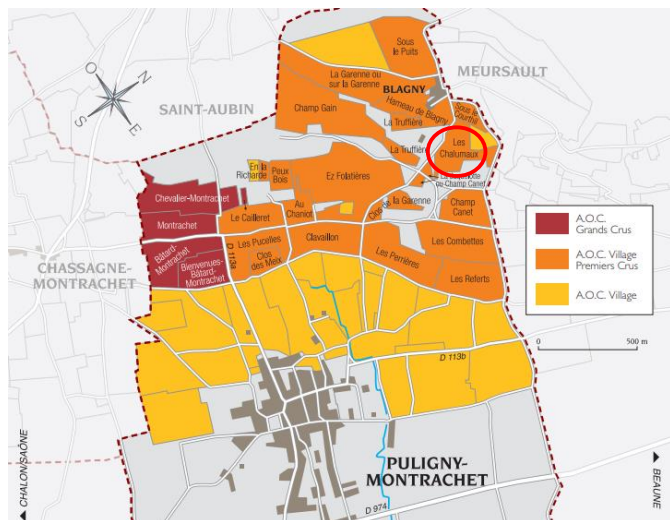 Sous
le Puits
La Garenne ou
sur la Garenne
MEURSAULT
BLAGNY
Hameau de Blagny
Sous le
Courthil
SAINT-AUBIN
Champ Gain
La Truffière
Les
Chalumaux
La Truffière
En la
Richarde
Peux
Bois
Ez Folatières
ou Champ Canet
Chevalier-Montrachet
Au
Chaniot
Clos de la Garenne
Champ
Canet
Le Cailleret
Montrachet
Les Pucelles
Clavaillon
Les Combettes
Bâtard-
Montrachet
Bienvenues-
Bâtard-
Montrachet
D 113a
Clos
des Meix
Les Perrières
Les Referts
CHASSAGNE-
MONTRACHET
A.O.C.
Grands Crus
A.O.C. Village
Premiers Crus
A.O.C. Village
0
500 m
D 113b
PULIGNY-
MONTRACHET
D 974
CHALON/SAÔNE
BEAUNE
N
O
E
S